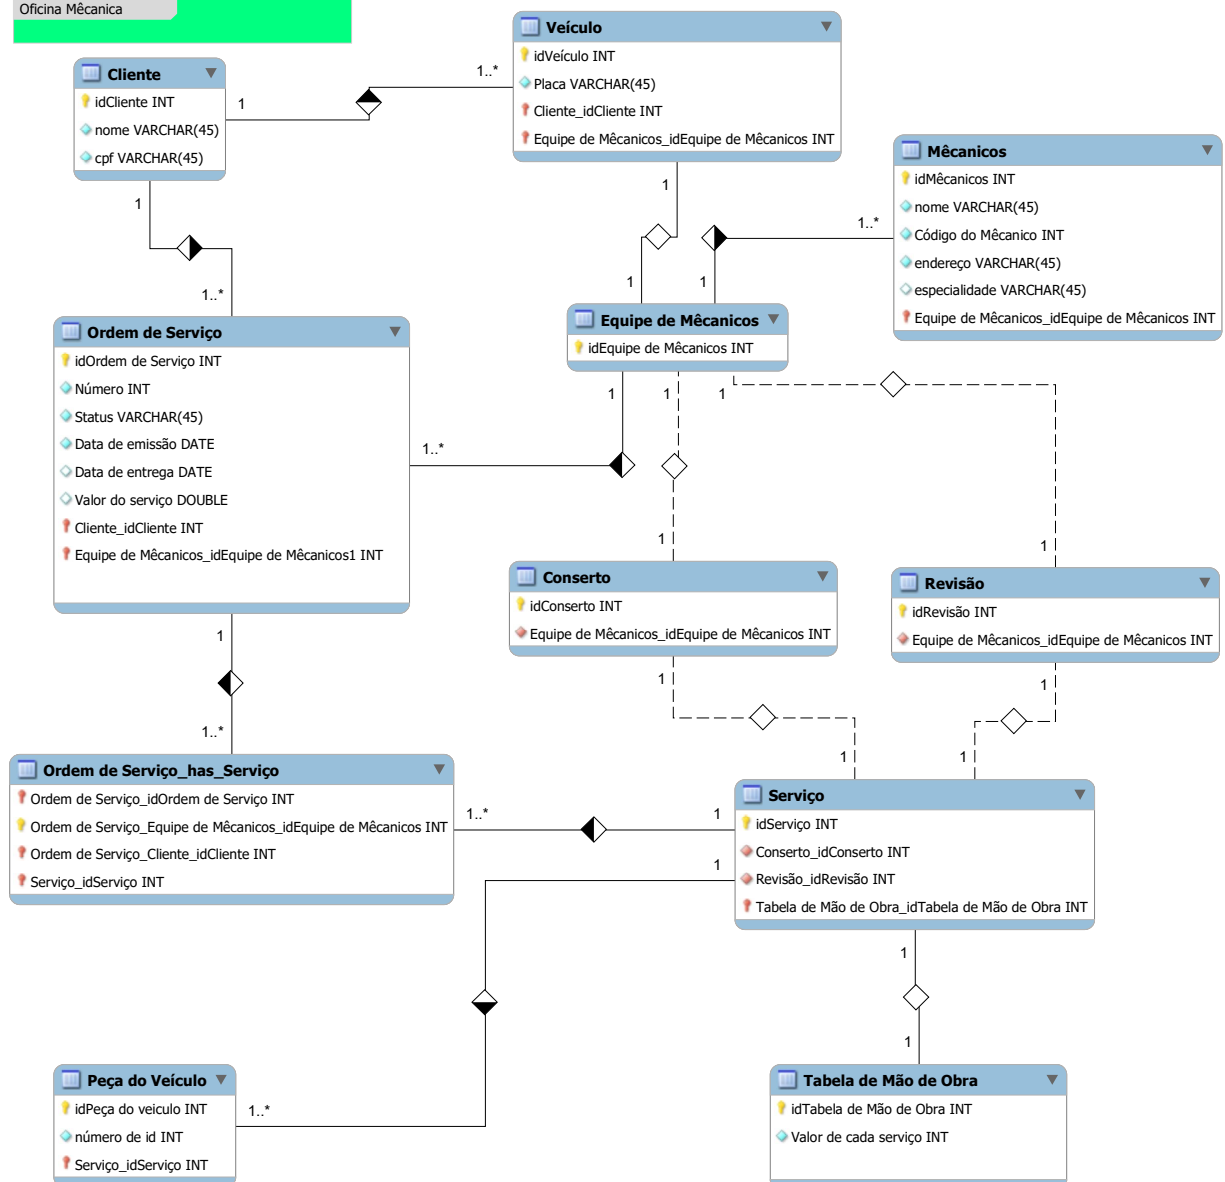 Oficina Mêcanica
Cliente
idCliente INT
nome VARCHAR(45)
cpf VARCHAR(45)
1
1..*
Veículo
idVeículo INT
Placa VARCHAR(45)
Cliente_idCliente INT
Equipe de Mêcanicos_idEquipe de Mêcanicos INT
Mêcanicos
idMêcanicos INT
nome VARCHAR(45)
Código do Mêcanico INT
endereço VARCHAR(45)
especialidade VARCHAR(45)
Equipe de Mêcanicos_idEquipe de Mêcanicos INT
1
1..*
1
1
1
1..*
Equipe de Mêcanicos
idEquipe de Mêcanicos INT
Ordem de Serviço
idOrdem de Serviço INT
Número INT
Status VARCHAR(45)
Data de emissão DATE
Data de entrega DATE
Valor do serviço DOUBLE
Cliente_idCliente INT
Equipe de Mêcanicos_idEquipe de Mêcanicos1 INT
1
1
1
1..*
1
1
Conserto
idConserto INT
Equipe de Mêcanicos_idEquipe de Mêcanicos INT
Revisão
idRevisão INT
Equipe de Mêcanicos_idEquipe de Mêcanicos INT
1
1
1
1..*
1
1
Ordem de Serviço_has_Serviço
Ordem de Serviço_idOrdem de Serviço INT
Ordem de Serviço_Equipe de Mêcanicos_idEquipe de Mêcanicos INT
Ordem de Serviço_Cliente_idCliente INT
Serviço_idServiço INT
1..*
1
1
Serviço
idServiço INT
Conserto_idConserto INT
Revisão_idRevisão INT
Tabela de Mão de Obra_idTabela de Mão de Obra INT
1
1
Peça do Veículo
idPeça do veiculo INT
número de id INT
Serviço_idServiço INT
1..*
Tabela de Mão de Obra
idTabela de Mão de Obra INT
Valor de cada serviço INT